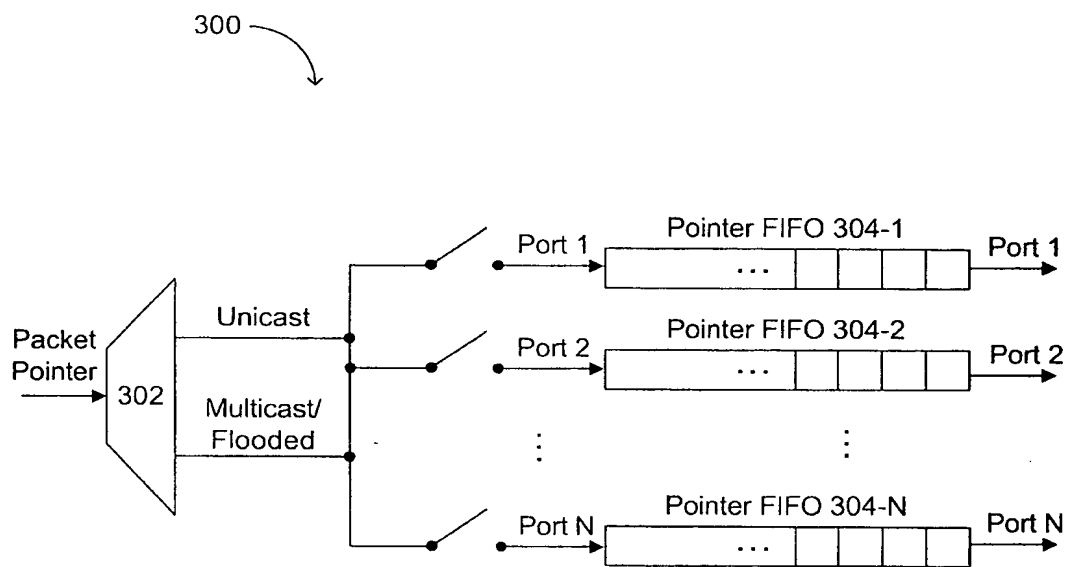 300
Pointer FIFO 304-1
Port 1
...
Port 1
Unicast
Pointer FIFO 304-2
Packet
Pointer
302
Port 2
...
Port 2
Multicast/
Flooded
Pointer FIFO 304-N
Port N
...
Port N